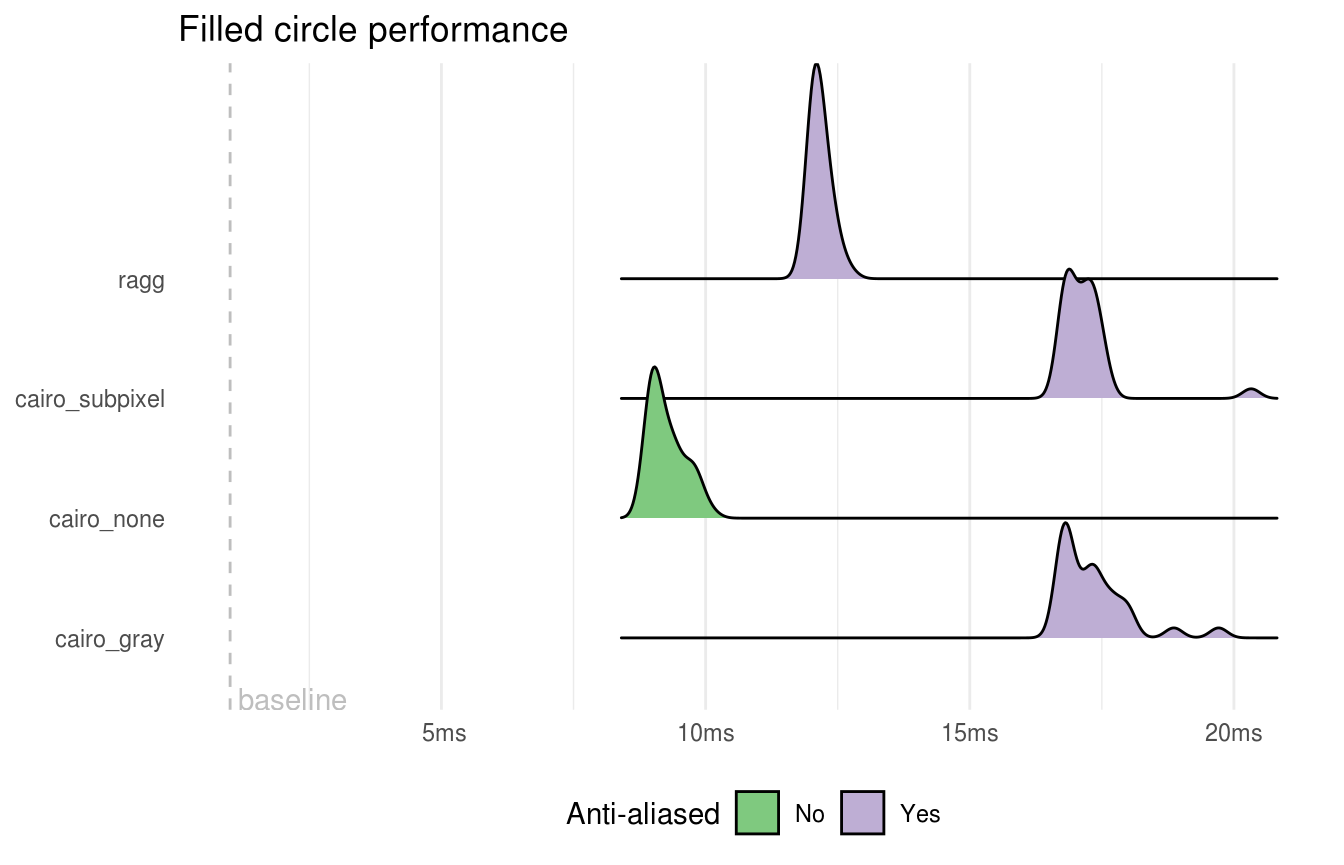 Filled circle performance
ragg
cairo_subpixel
cairo_none
cairo_gray
baseline
5ms 10ms 15ms 20ms
Anti-aliased No Yes